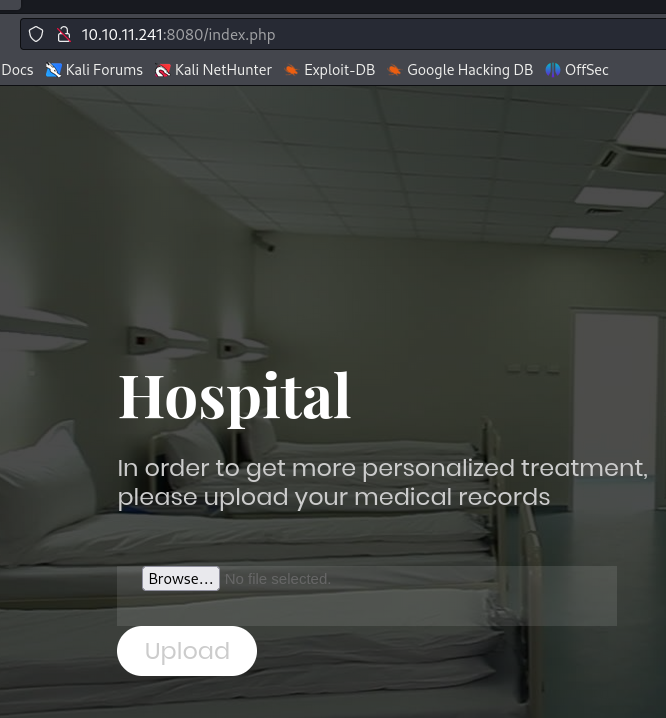 10.10.11.241:8080/index.php
Docs Kali Forums Kali NetHunter Exploit-DB Google Hacking DB OffSec
Hospital
In order to get more personalized treatment,
please upload your medical records
Browse... No file selected.
Upload